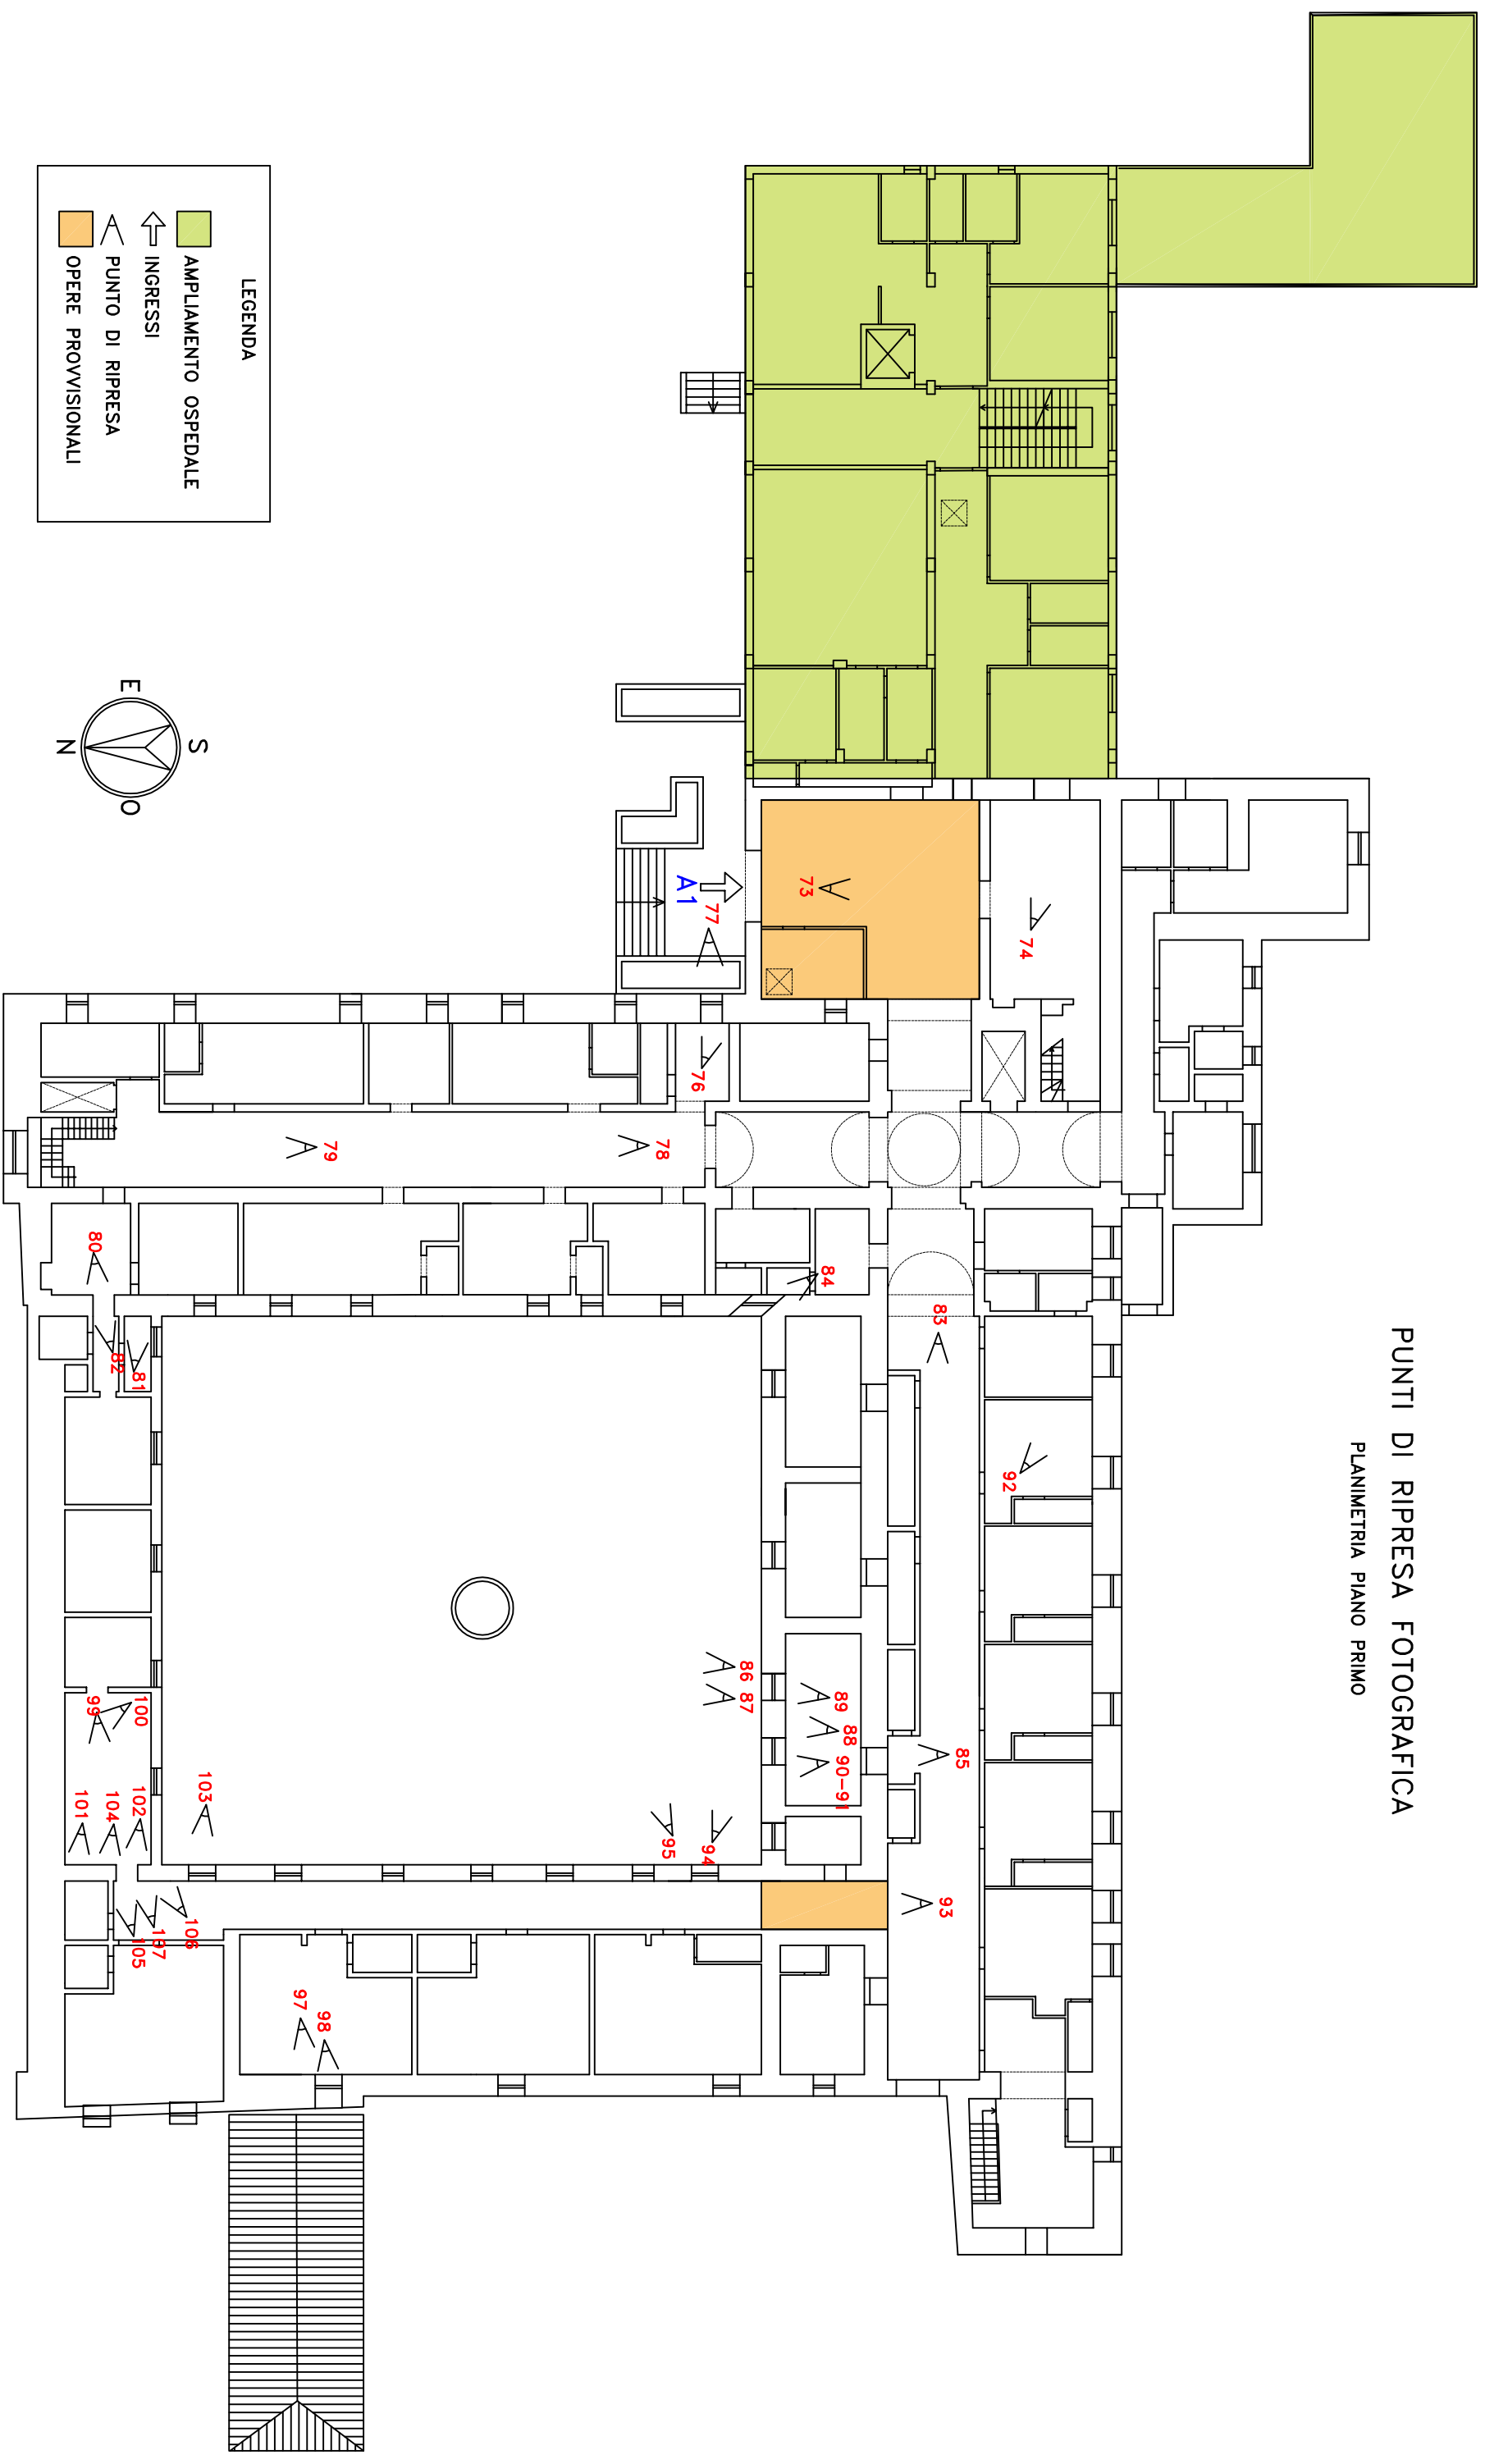 PUNTI DI RIPRESA FOTOGRAFICA
PLANIMETRIA PIANO PRIMO
LEGENDA
AMPLIAMENTO OSPEDALE
INGRESSI
PUNTO DI RIPRESA
OPERE PROVVISIONALI
E
S
N
O
A1
73
74
77
76
78
79
80
84
83
82
81
92
86
87
89
88
90-91
85
99
100
101
104
102
103
95
94
93
106
107
105
97
98